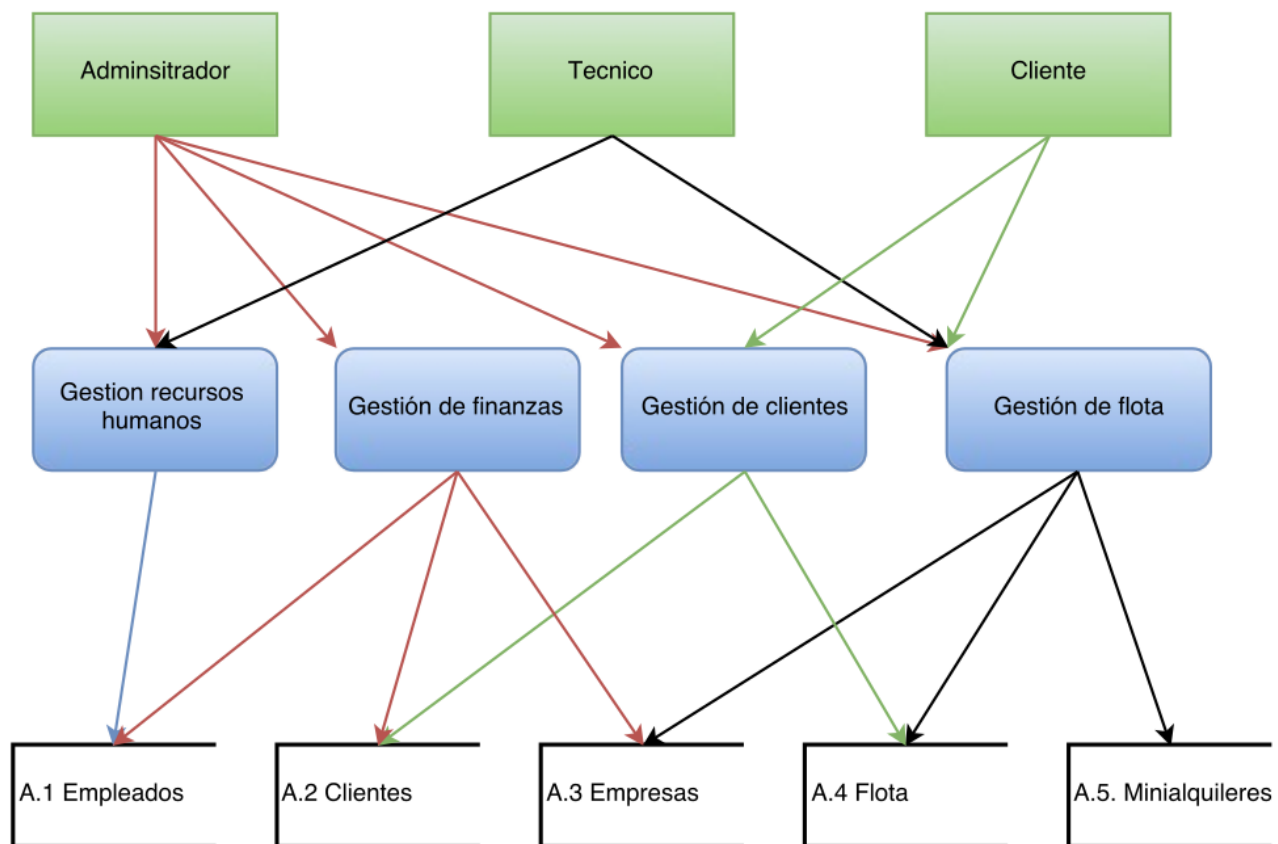 Adminsitrador
Tecnico
Cliente
Gestion recursos
humanos
Gestión de finanzas
Gestión de clientes
Gestión de flota
A.1 Empleados
A.2 Clientes
A.3 Empresas
A.4 Flota
A.5. Minialquileres